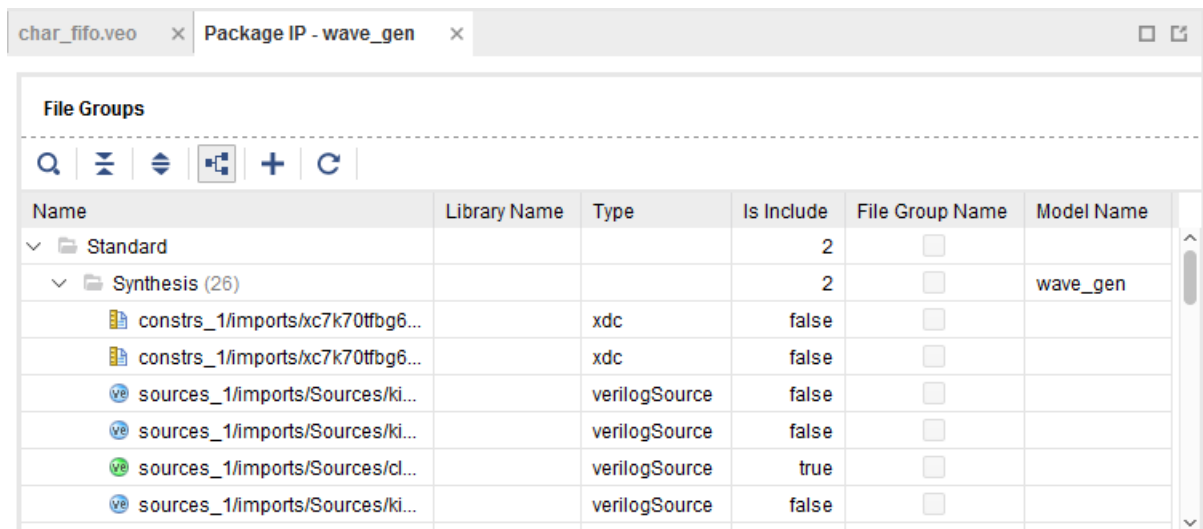 char_fifo.veo Package IP - wave_gen
File Groups
Name Library Name Type Is Include File Group Name Model Name
Standard 2
Synthesis (26) 2 wave_gen
constrs_1/imports/xc7k70tfbg6... xdc false
constrs_1/imports/xc7k70tfbg6... xdc false
sources_1/imports/Sources/ki... verilogSource false
sources_1/imports/Sources/ki... verilogSource false
sources_1/imports/Sources/cl... verilogSource true
sources_1/imports/Sources/ki... verilogSource false